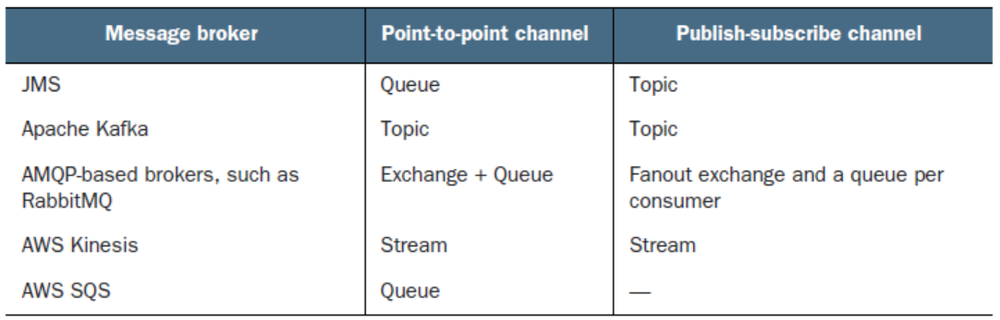 Message broker Point-to-point channel Publish-subscribe channel
JMS Queue Topic
Apache Kafka Topic Topic
AMQP-based brokers, such as Exchange + Queue Fanout exchange and a queue per
RabbitMQ consumer
AWS Kinesis Stream Stream
AWS SQS Queue —